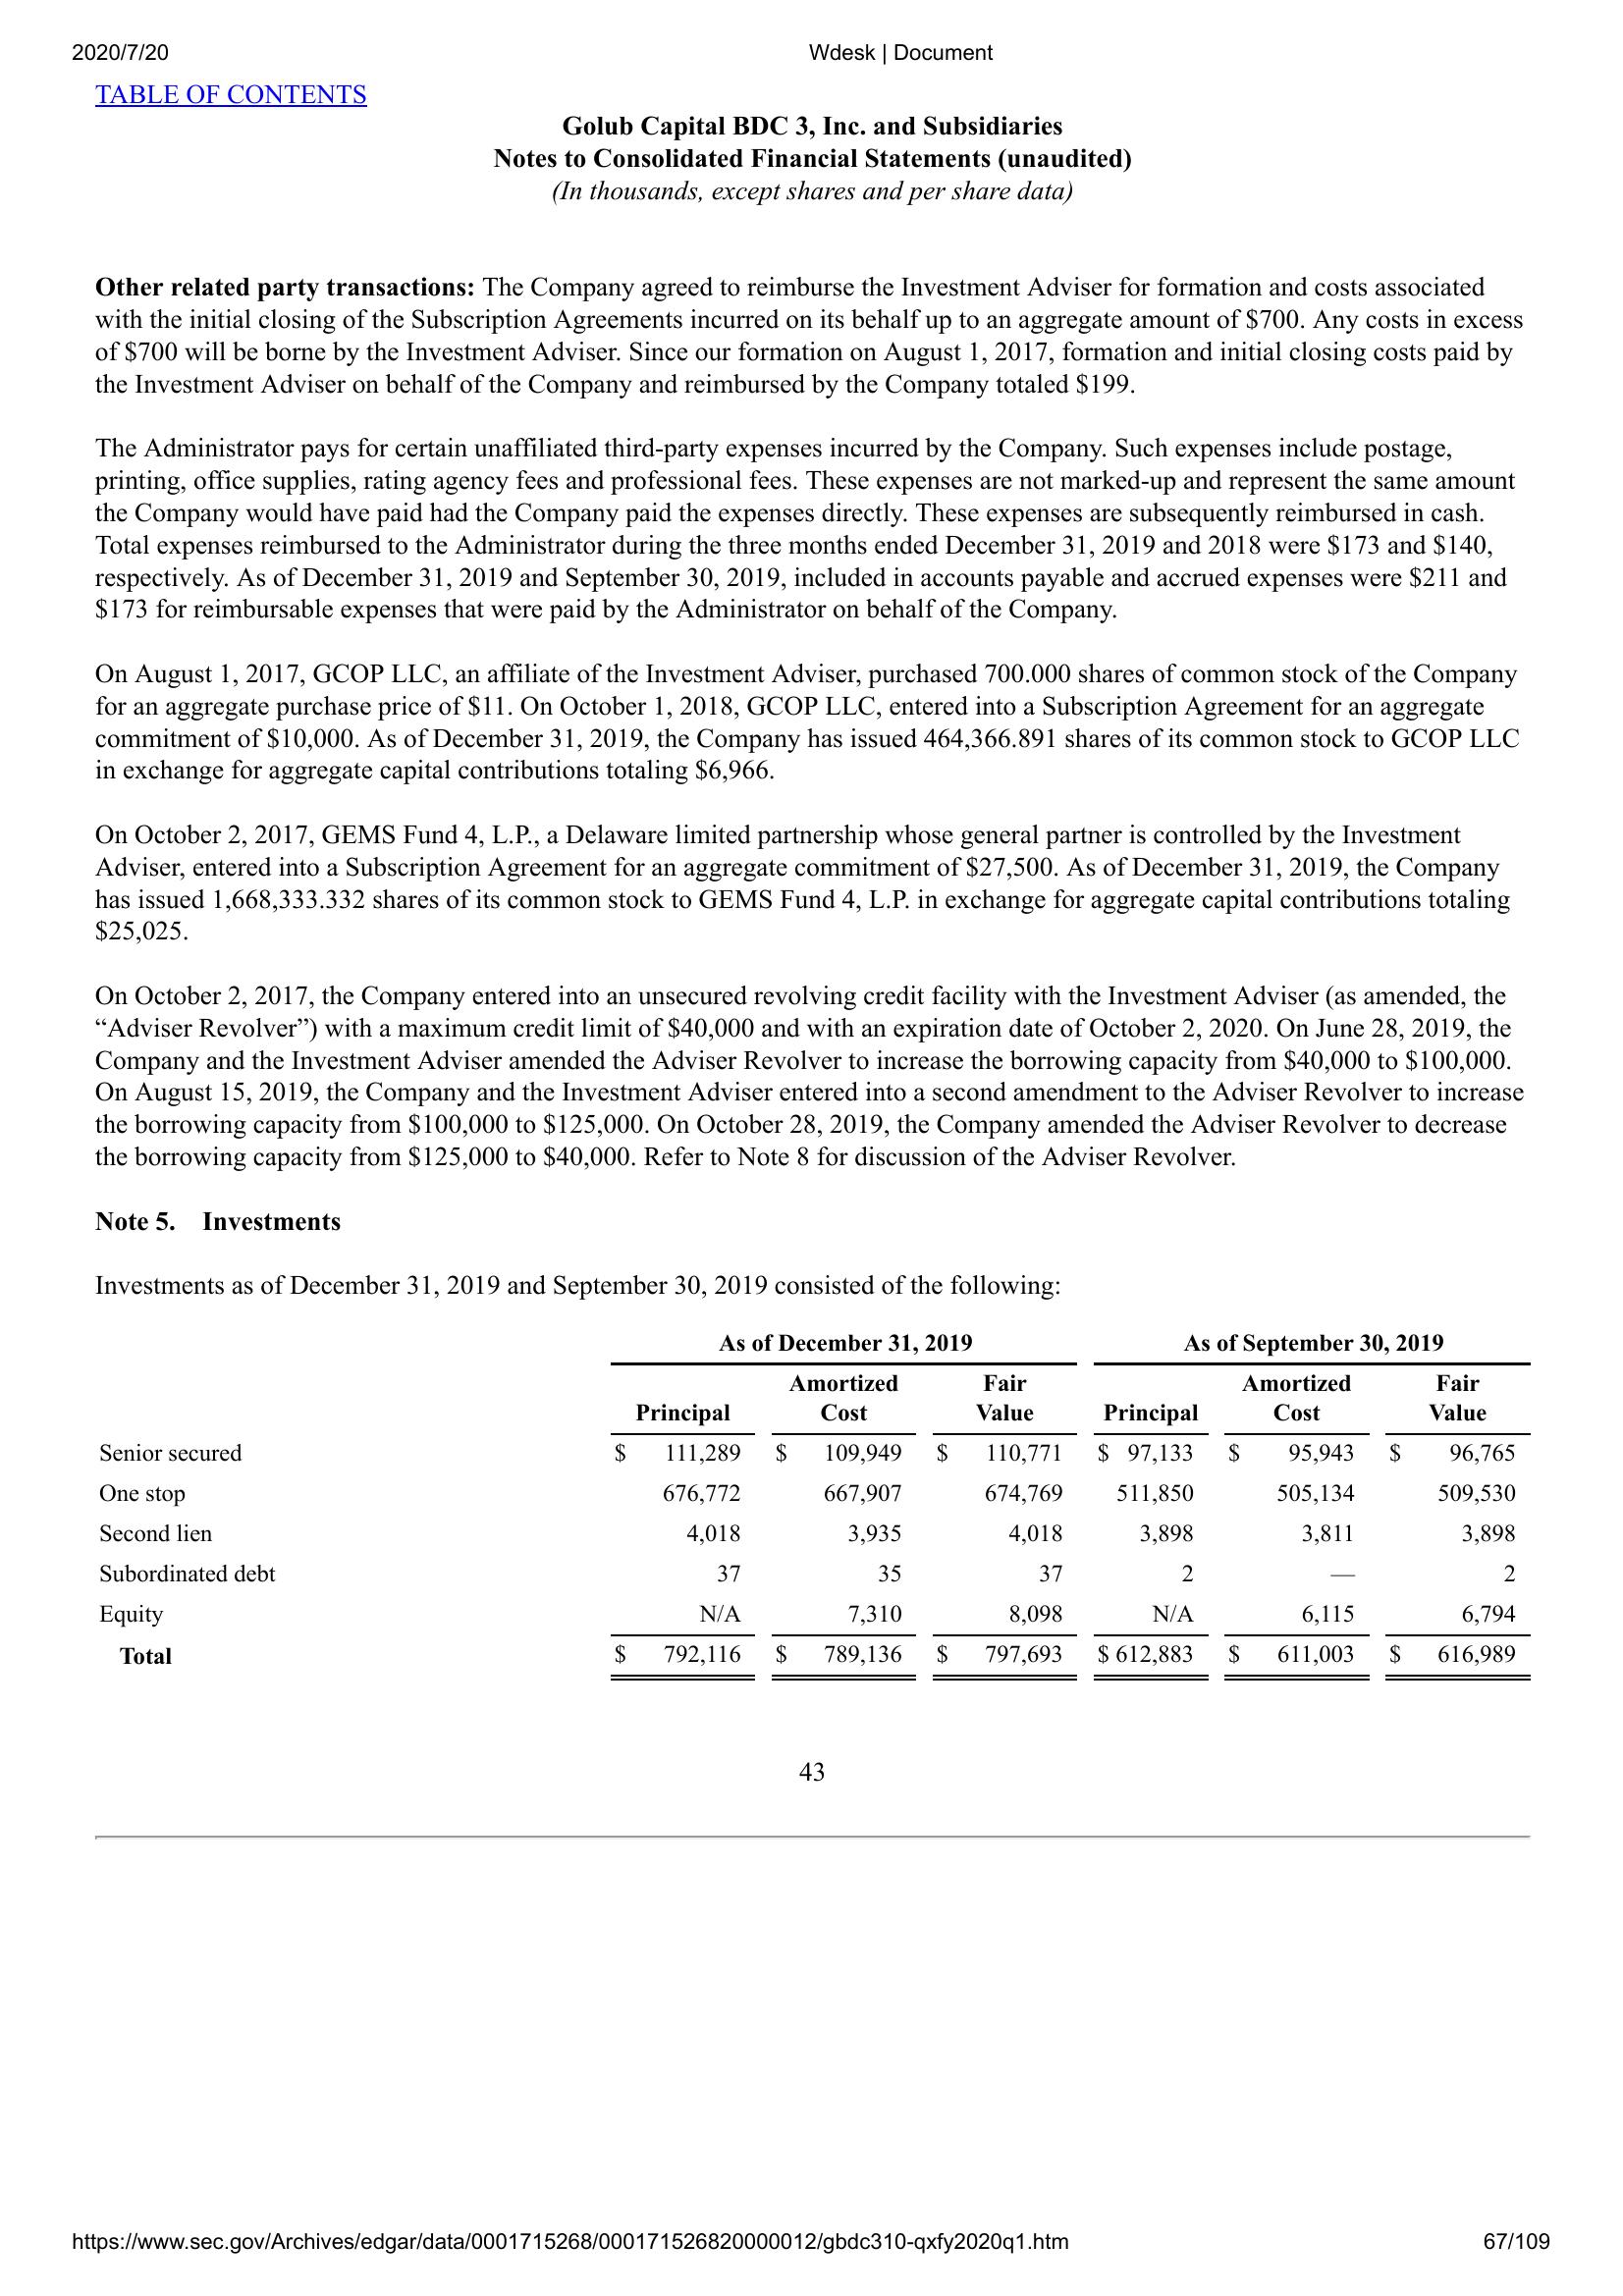 2020/7/20 Wdesk | Document
TABLE OF CONTENTS
Golub Capital BDC 3, Inc. and Subsidiaries
Notes to Consolidated Financial Statements (unaudited)
(In thousands, except shares and per share data)
Other related party transactions: The Company agreed to reimburse the Investment Adviser for formation and costs associated
with the initial closing of the Subscription Agreements incurred on its behalf up to an aggregate amount of $700. Any costs in excess
of $700 will be borne by the Investment Adviser. Since our formation on August 1, 2017, formation and initial closing costs paid by
the Investment Adviser on behalf of the Company and reimbursed by the Company totaled $199.
The Administrator pays for certain unaffiliated third-party expenses incurred by the Company. Such expenses include postage,
printing, office supplies, rating agency fees and professional fees. These expenses are not marked-up and represent the same amount
the Company would have paid had the Company paid the expenses directly. These expenses are subsequently reimbursed in cash.
Total expenses reimbursed to the Administrator during the three months ended December 31, 2019 and 2018 were $173 and $140,
respectively. As of December 31, 2019 and September 30, 2019, included in accounts payable and accrued expenses were $211 and
$173 for reimbursable expenses that were paid by the Administrator on behalf of the Company.
On August 1, 2017, GCOP LLC, an affiliate of the Investment Adviser, purchased 700.000 shares of common stock of the Company
for an aggregate purchase price of $11. On October 1, 2018, GCOP LLC, entered into a Subscription Agreement for an aggregate
commitment of $10,000. As of December 31, 2019, the Company has issued 464,366.891 shares of its common stock to GCOP LLC
in exchange for aggregate capital contributions totaling $6,966.
On October 2, 2017, GEMS Fund 4, L.P., a Delaware limited partnership whose general partner is controlled by the Investment
Adviser, entered into a Subscription Agreement for an aggregate commitment of $27,500. As of December 31, 2019, the Company
has issued 1,668,333.332 shares of its common stock to GEMS Fund 4, L.P. in exchange for aggregate capital contributions totaling
$25,025.
On October 2, 2017, the Company entered into an unsecured revolving credit facility with the Investment Adviser (as amended, the
“Adviser Revolver”) with a maximum credit limit of $40,000 and with an expiration date of October 2, 2020. On June 28, 2019, the
Company and the Investment Adviser amended the Adviser Revolver to increase the borrowing capacity from $40,000 to $100,000.
On August 15, 2019, the Company and the Investment Adviser entered into a second amendment to the Adviser Revolver to increase
the borrowing capacity from $100,000 to $125,000. On October 28, 2019, the Company amended the Adviser Revolver to decrease
the borrowing capacity from $125,000 to $40,000. Refer to Note 8 for discussion of the Adviser Revolver.
Note 5. Investments
Investments as of December 31, 2019 and September 30, 2019 consisted of the following:
As of December 31, 2019 As of September 30, 2019
Amortized Fair Amortized Fair
Principal Cost Value Principal Cost Value
Senior secured $ 111,289 $ 109,949 $ 110,771 $ 97,133 $ 95,943 $ 96,765
One stop 676,772 667,907 674,769 511,850 505,134 509,530
Second lien 4,018 3,935 4,018 3,898 3,811 3,898
Subordinated debt 37 35 37 2 — 2
Equity N/A 7,310 8,098 N/A 6,115 6,794
Total $ 792,116 $ 789,136 $ 797,693 $ 612,883 $ 611,003 $ 616,989
43
https://www.sec.gov/Archives/edgar/data/0001715268/000171526820000012/gbdc310-qxfy2020q1.htm 67/109